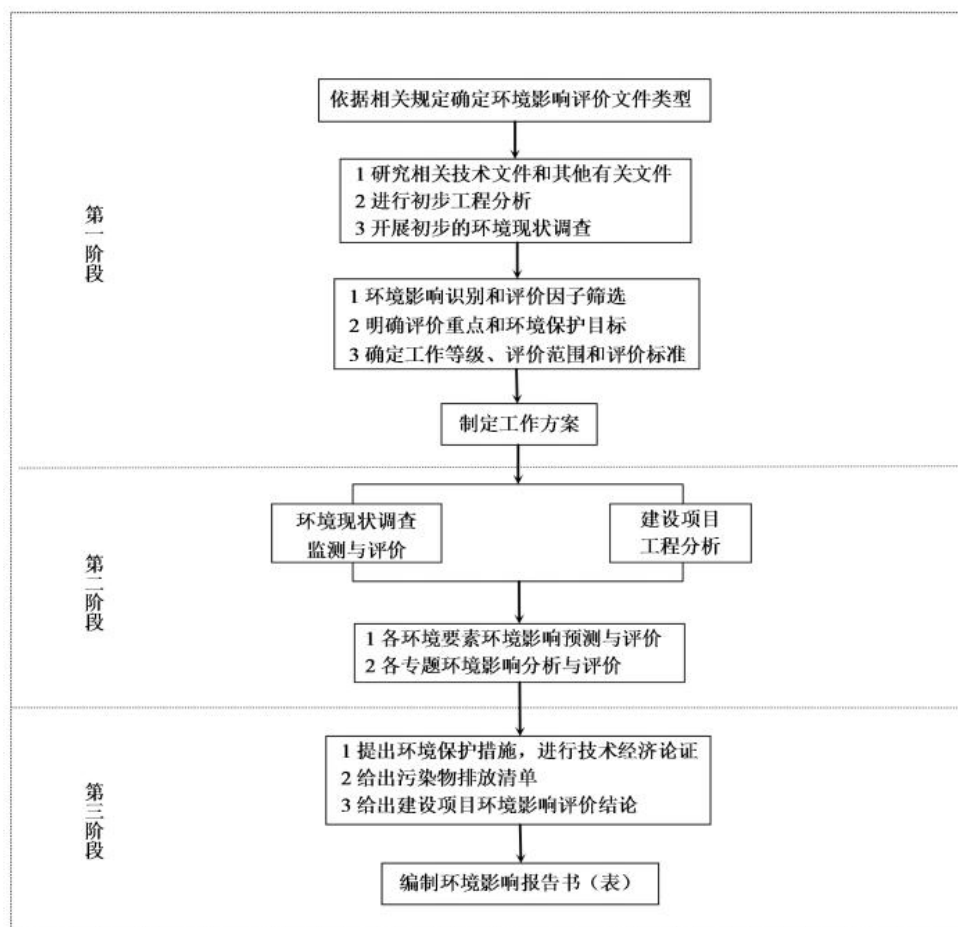 依据相关规定确定环境影响评价文件类型
1 研究相关技术文件和其他有关文件
2 进行初步工程分析
3 开展初步的环境现状调查
第一阶段
1 环境影响识别和评价因子筛选
2 明确评价重点和环境保护目标
3 确定工作等级、评价范围和评价标准
制定工作方案
环境现状调查
监测与评价
建设项目
工程分析
第二阶段
1 各环境要素环境影响预测与评价
2 各专题环境影响分析与评价
1 提出环境保护措施，进行技术经济论证
2 给出污染物排放清单
3 给出建设项目环境影响评价结论
第三阶段
编制环境影响报告书（表）